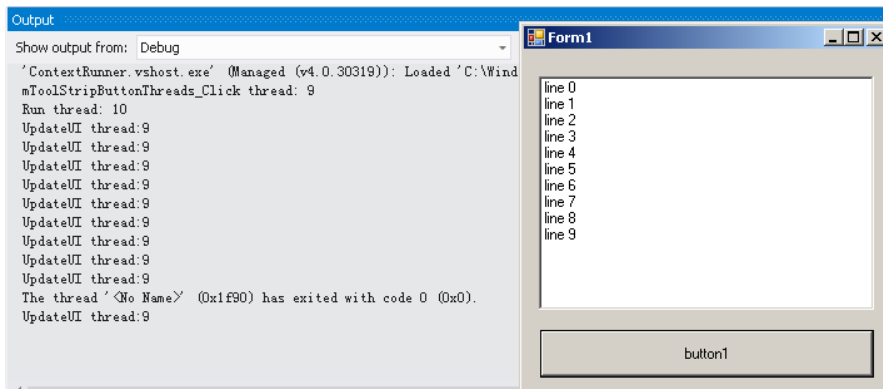 Output
Show output from: Debug
'ContextRunner.vshost.exe' (Managed (v4.0.30319)): Loaded 'C:\Wind
mToolStripButtonThreads_Click thread: 9
Run thread: 10
UpdateUI thread:9
UpdateUI thread:9
UpdateUI thread:9
UpdateUI thread:9
UpdateUI thread:9
UpdateUI thread:9
UpdateUI thread:9
UpdateUI thread:9
UpdateUI thread:9
The thread '<No Name>' (0x1f90) has exited with code 0 (0x0).
UpdateUI thread:9
Form1
line 0
line 1
line 2
line 3
line 4
line 5
line 6
line 7
line 8
line 9
button1